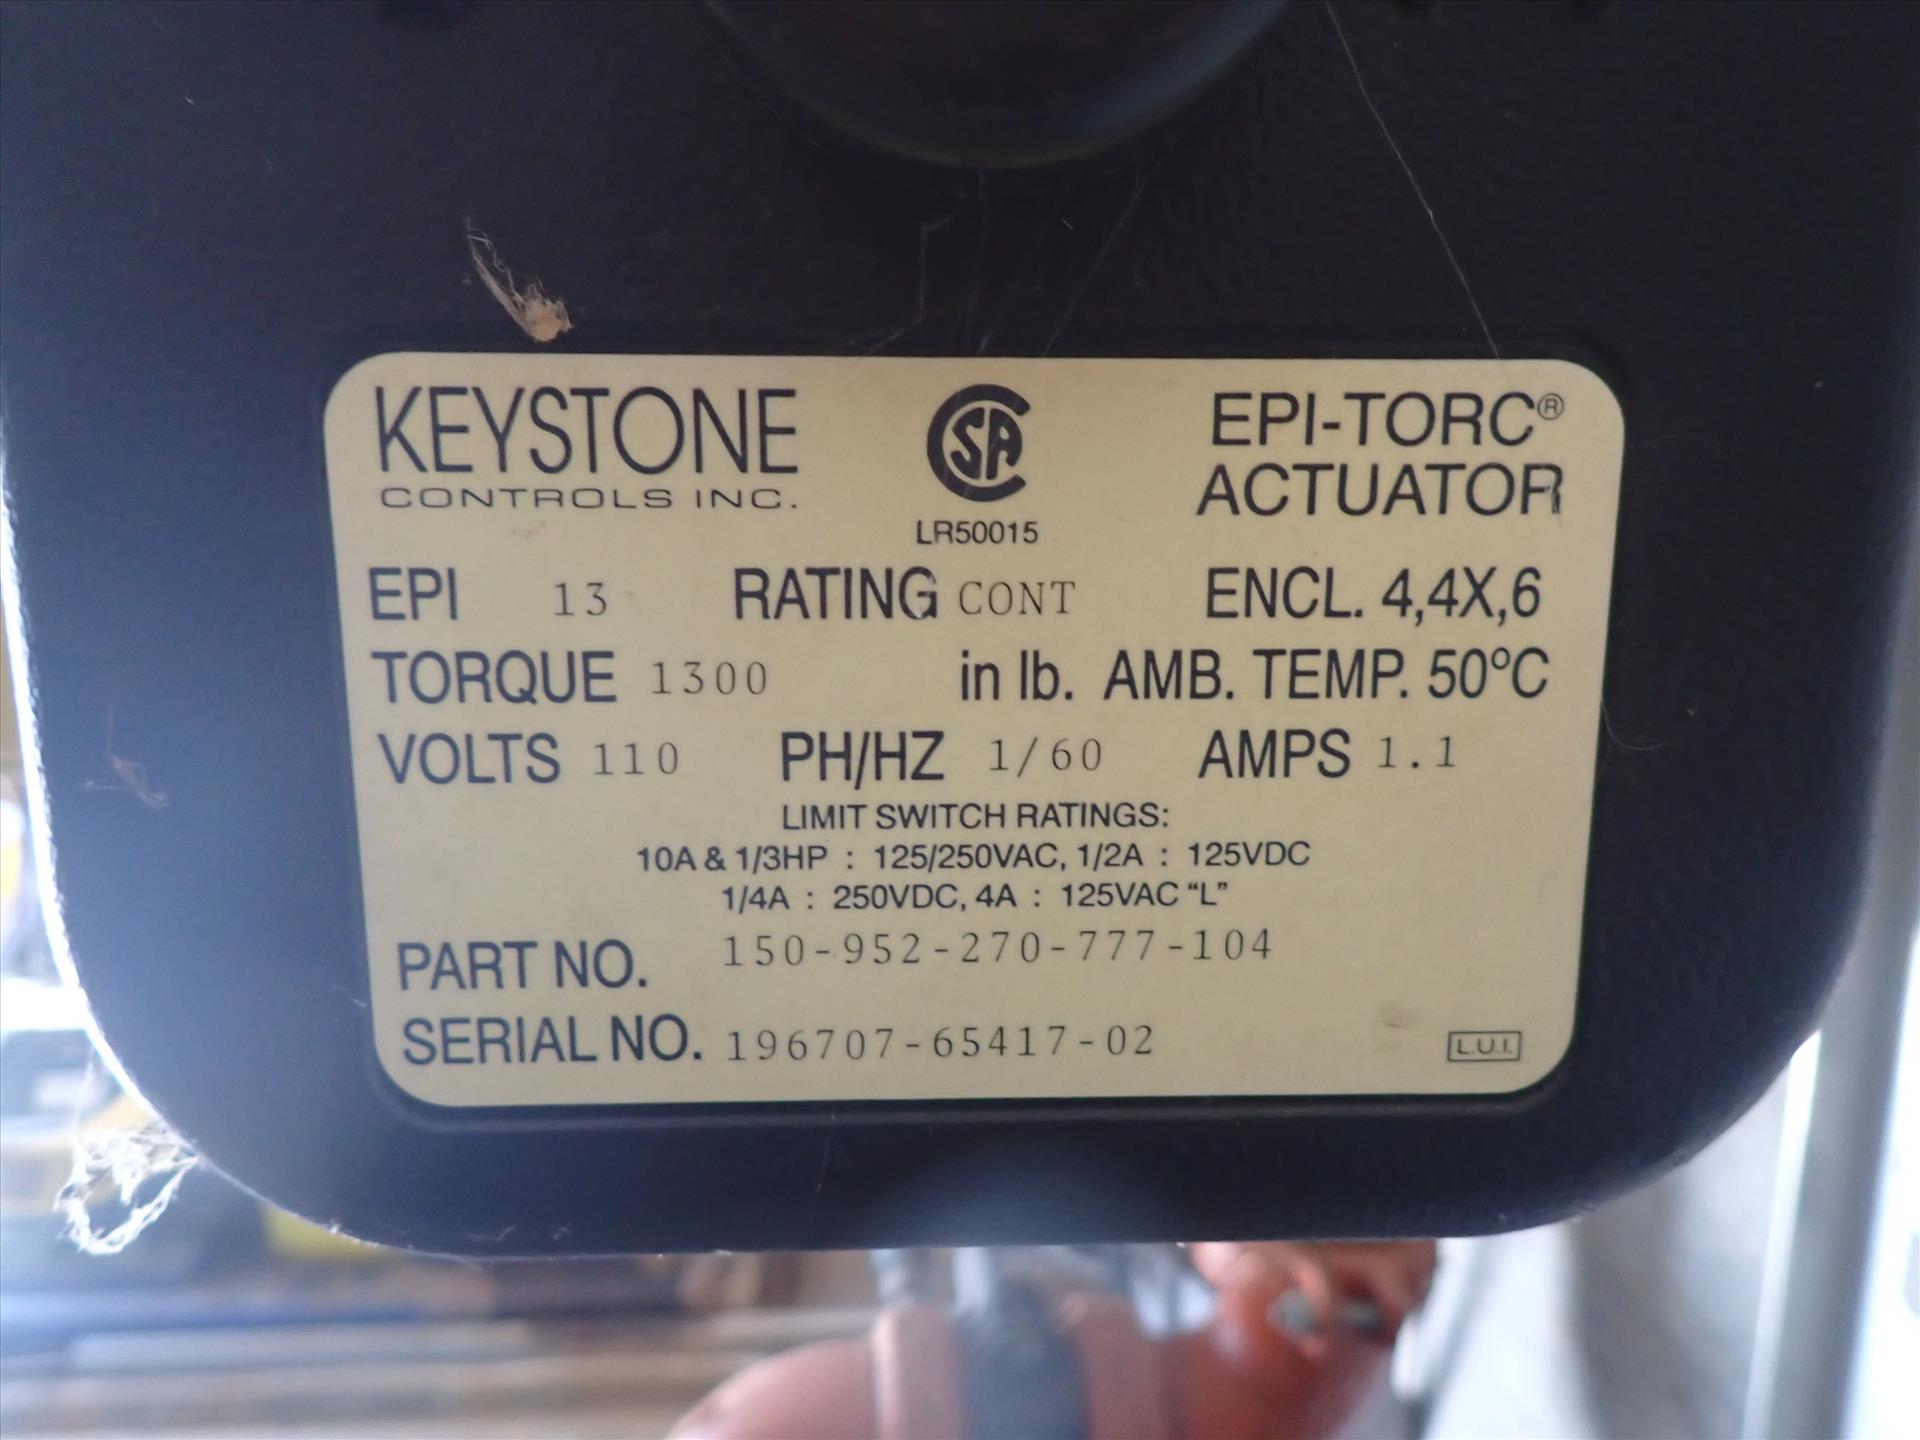 KEYSTONE
CONTROLS INC.
CSA
LR50015
EPI-TORC®
ACTUATOR
EPI 13 RATING CONT ENCL. 4,4X,6
TORQUE 1300 in lb. AMB. TEMP. 50°C
VOLTS 110 PH/HZ 1/60 AMPS 1.1
LIMIT SWITCH RATINGS:
10A & 1/3HP : 125/250VAC, 1/2A : 125VDC
1/4A : 250VDC, 4A : 125VAC “L”
PART NO. 150-952-270-777-104
SERIAL NO. 196707-65417-02
L.U.I.